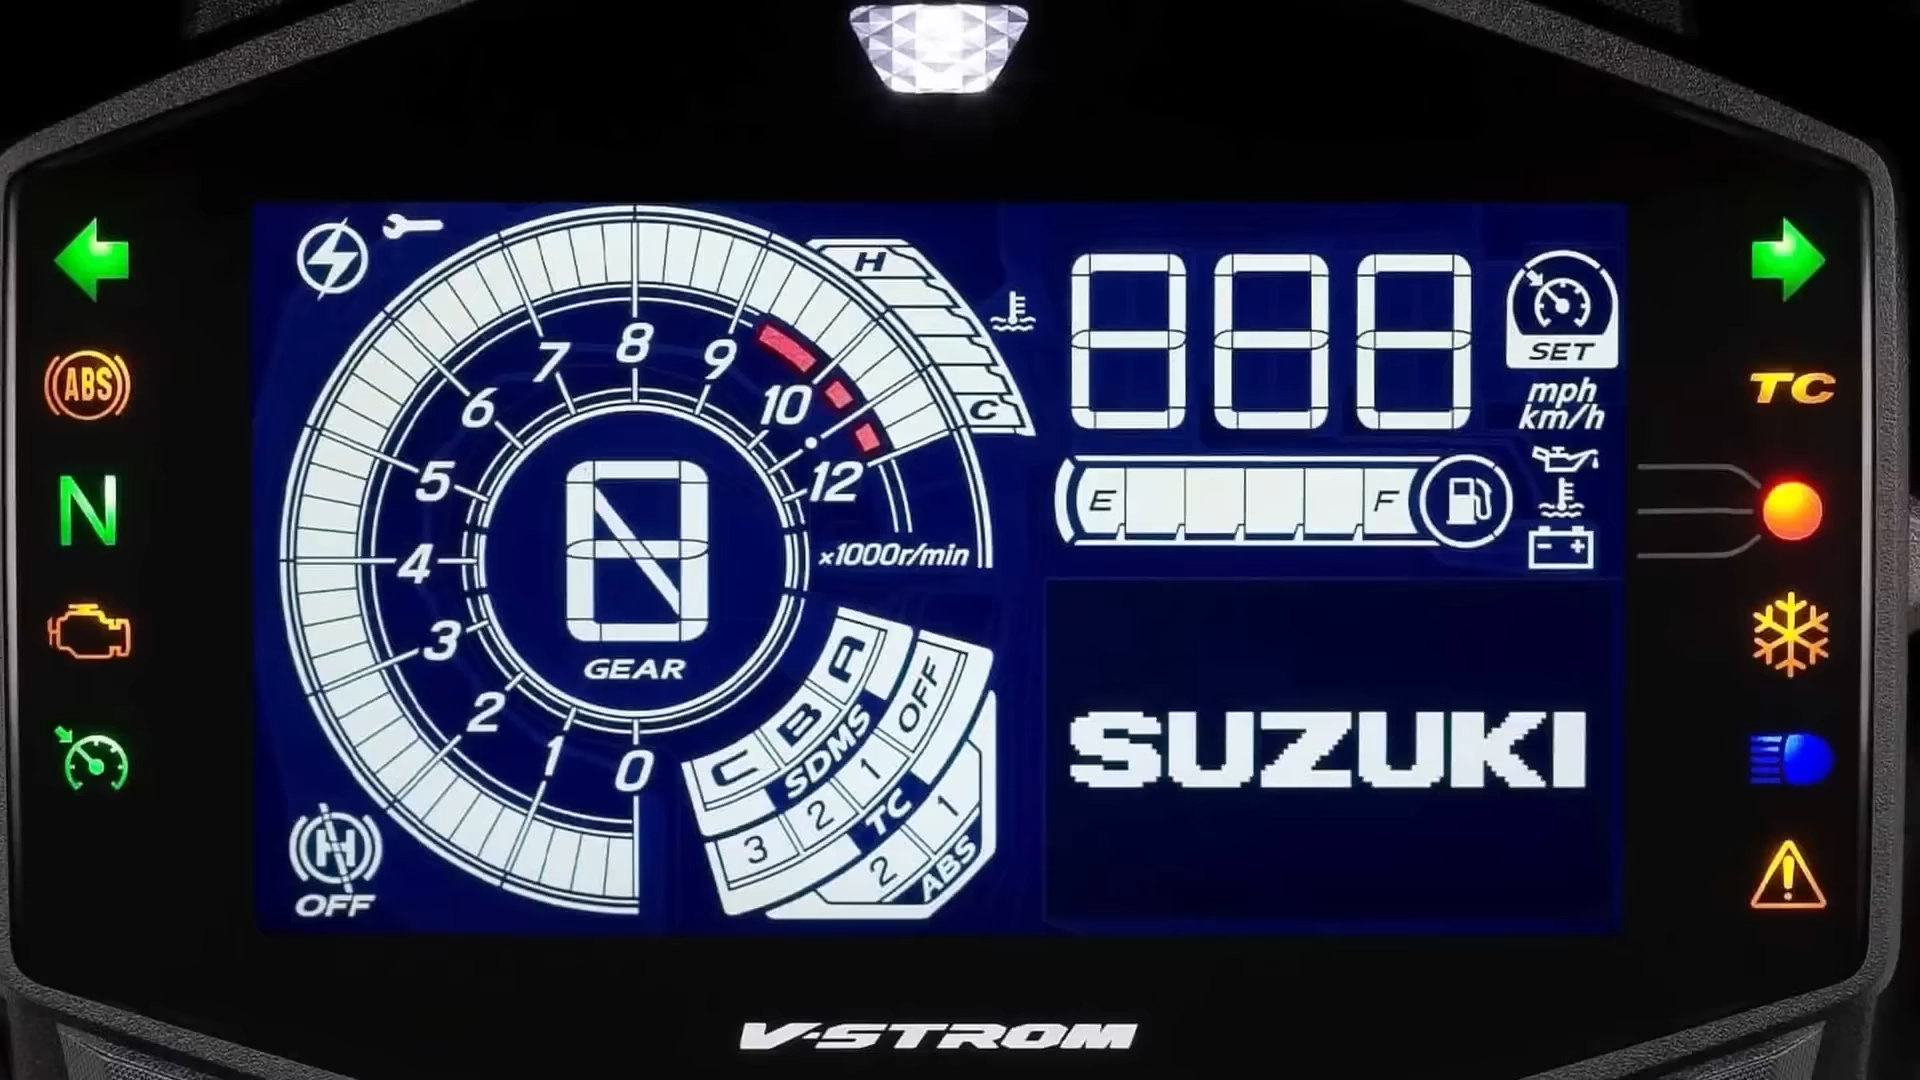 H
C
7
8
9
6
10
5
12
4
x1000r/min
3
GEAR
2
1
0
ABS
N
H
OFF
A
B
C
SDMS
OFF
1
2
3
TC
1
2
ABS
888
SET
mph
km/h
E
F
SUZUKI
TC
V-STROM